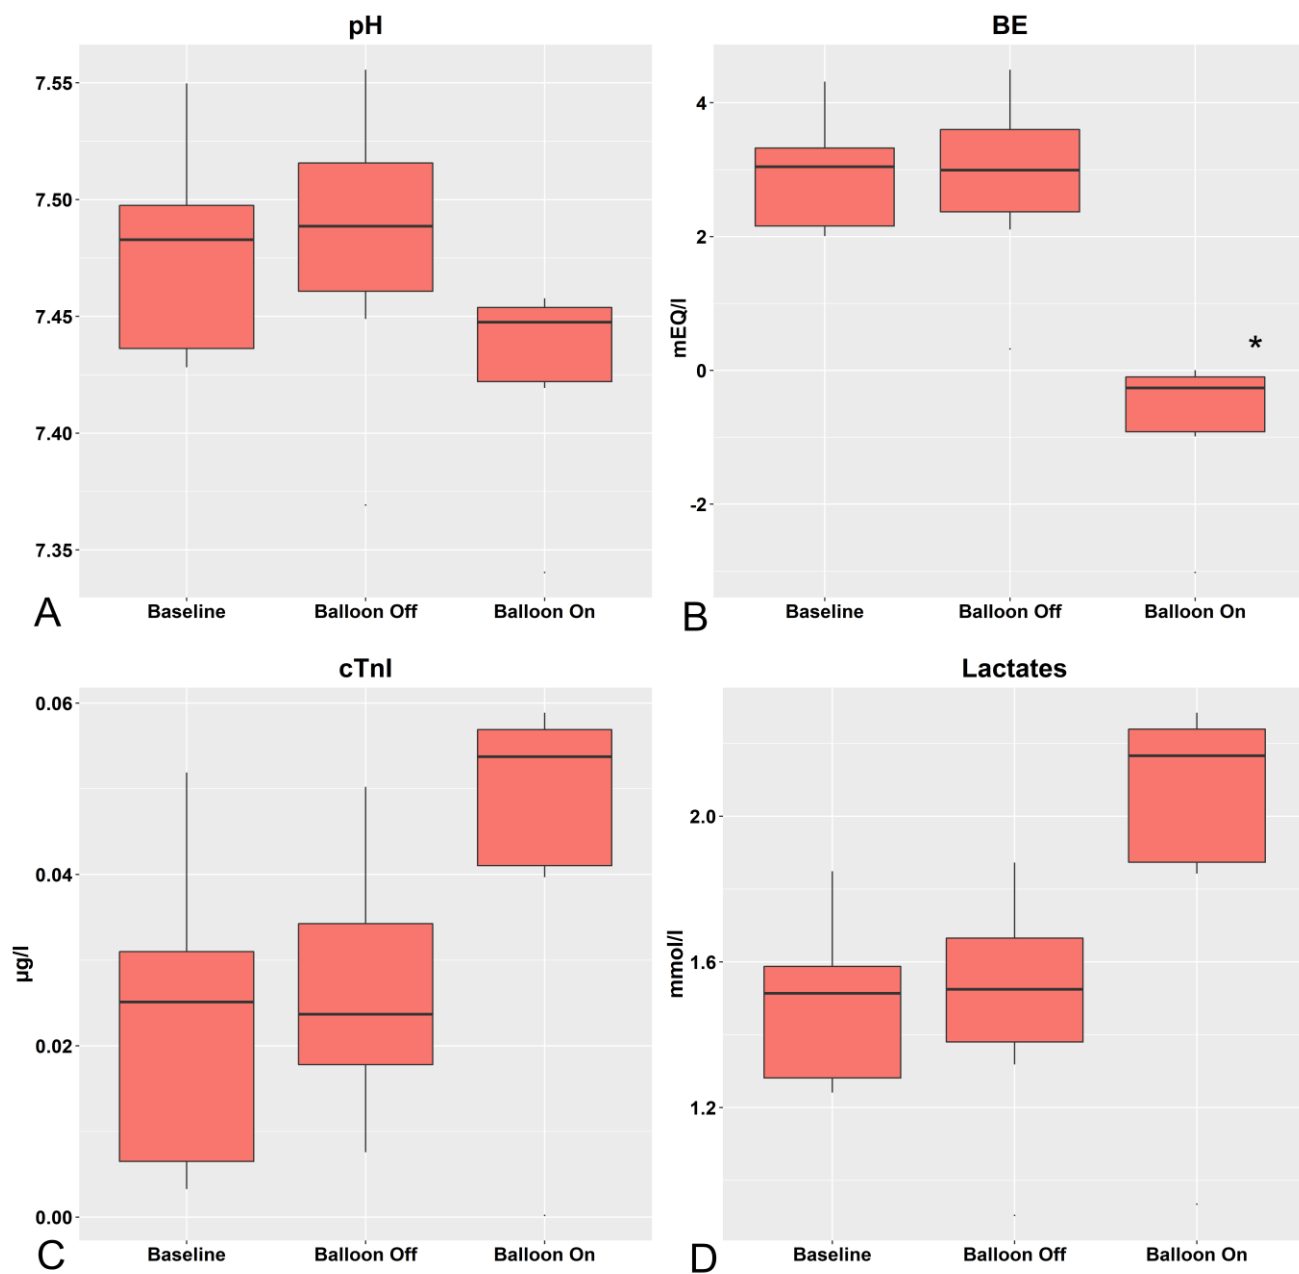 pH
7.55
7.50
7.45
7.40
7.35
Baseline Balloon Off Balloon On
A
BE
mEQ/l
4
2
0
-2
*
Baseline Balloon Off Balloon On
B
cTnI
µg/l
0.06
0.04
0.02
0.00
Baseline Balloon Off Balloon On
C
Lactates
mmol/l
2.0
1.6
1.2
Baseline Balloon Off Balloon On
D